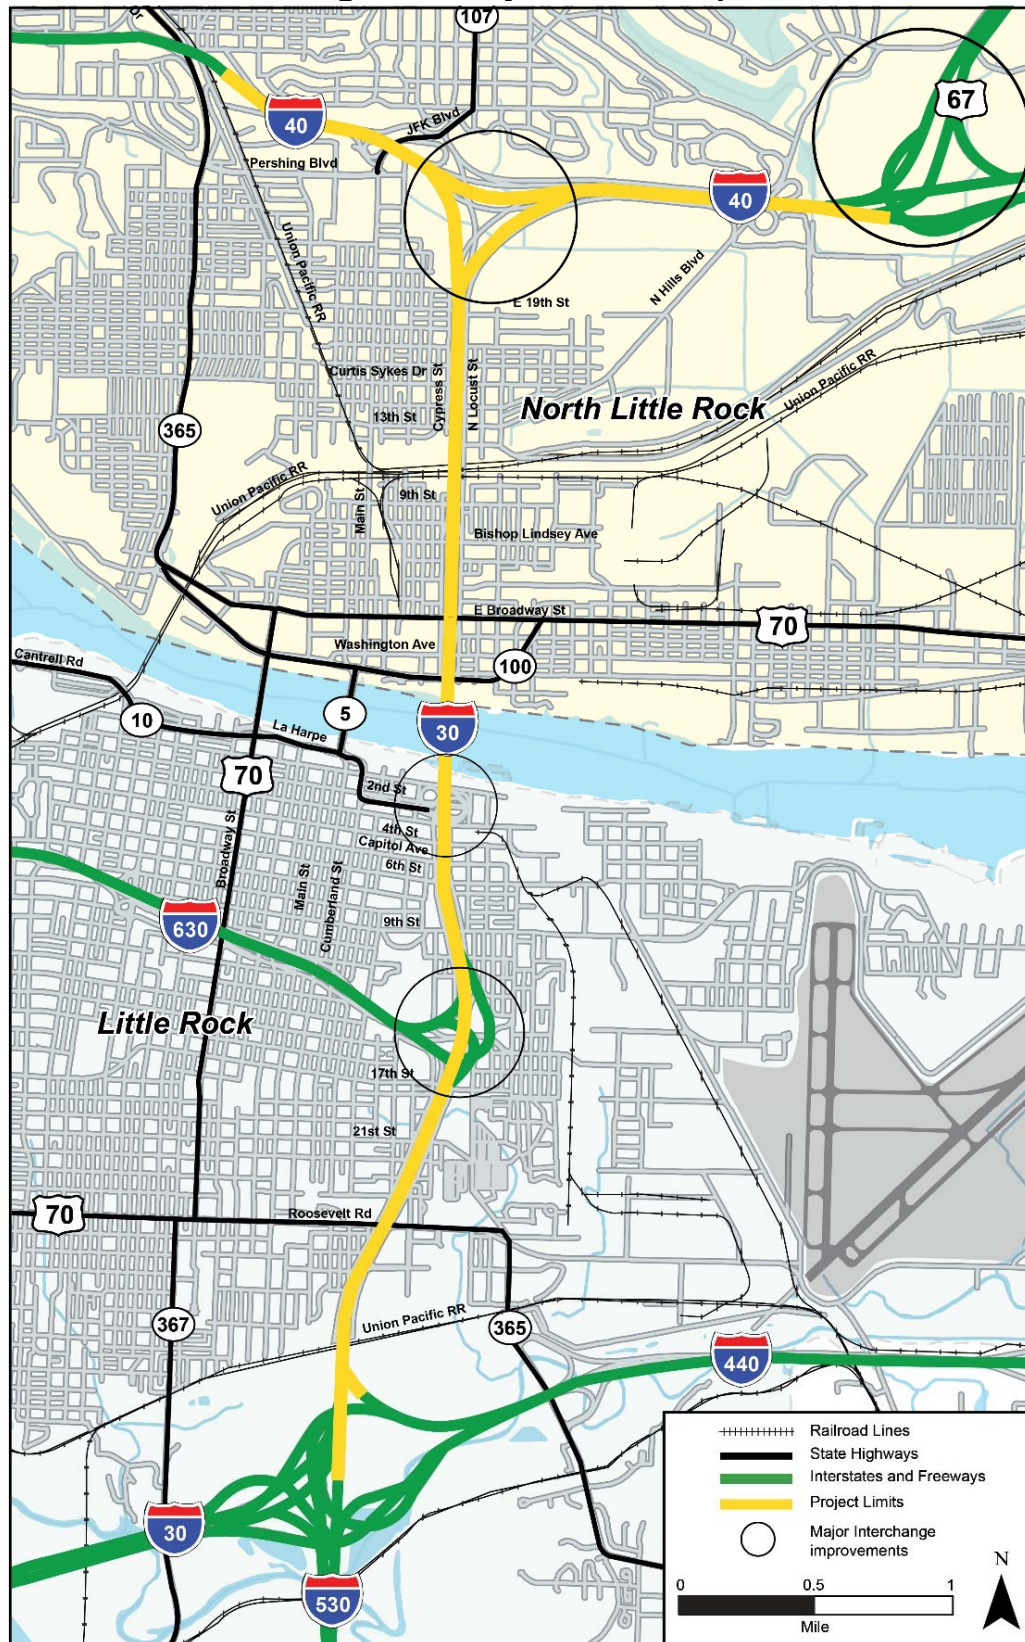 107
Dr
67
40
JFK Blvd
Pershing Blvd
40
Union Pacific RR
N Hills Blvd
E 19th St
Curtis Sykes Dr
Cypress St
N Locust St
Union Pacific RR
13th St
North Little Rock
365
Union Pacific RR
Main St
9th St
Bishop Lindsey Ave
E Broadway St
70
Washington Ave
100
Cantrell Rd
10
5
30
La Harpe
70
2nd St
4th St
Capitol Ave
6th St
Broadway St
Main St
Cumberland St
9th St
630
Little Rock
17th St
21st St
70
Roosevelt Rd
367
Union Pacific RR
365
440
30
530
Railroad Lines
State Highways
Interstates and Freeways
Project Limits
Major Interchange
improvements
N
0 0.5 1
Mile